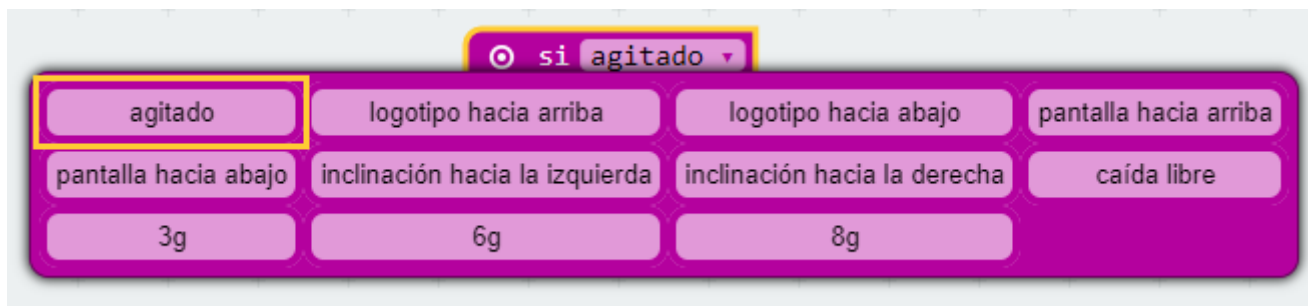 si agitado
agitado logotipo hacia arriba logotipo hacia abajo pantalla hacia arriba
pantalla hacia abajo inclinación hacia la izquierda inclinación hacia la derecha caída libre
3g 6g 8g